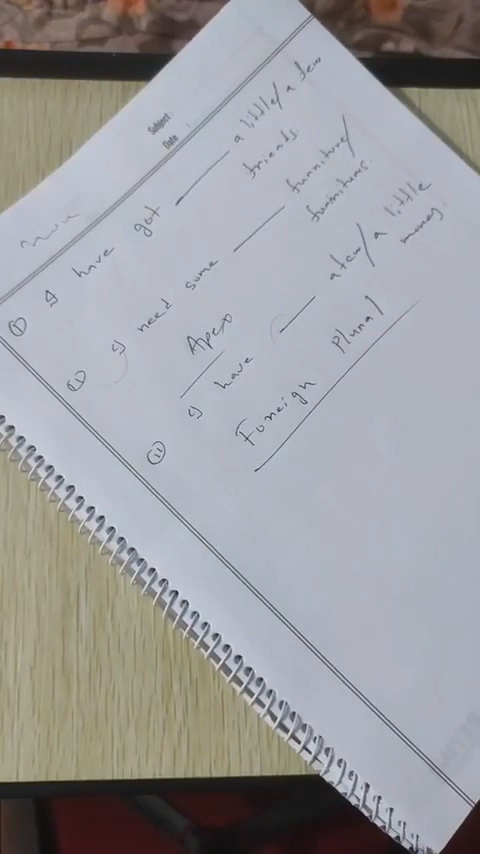 Subject :
Date :
(i) I have got ____ a little/ a few
friends.
(ii) I need some ____ furniture/
furnitures.
Apex
(iii) I have ____ a few/ a little
money.
Foreign Plural